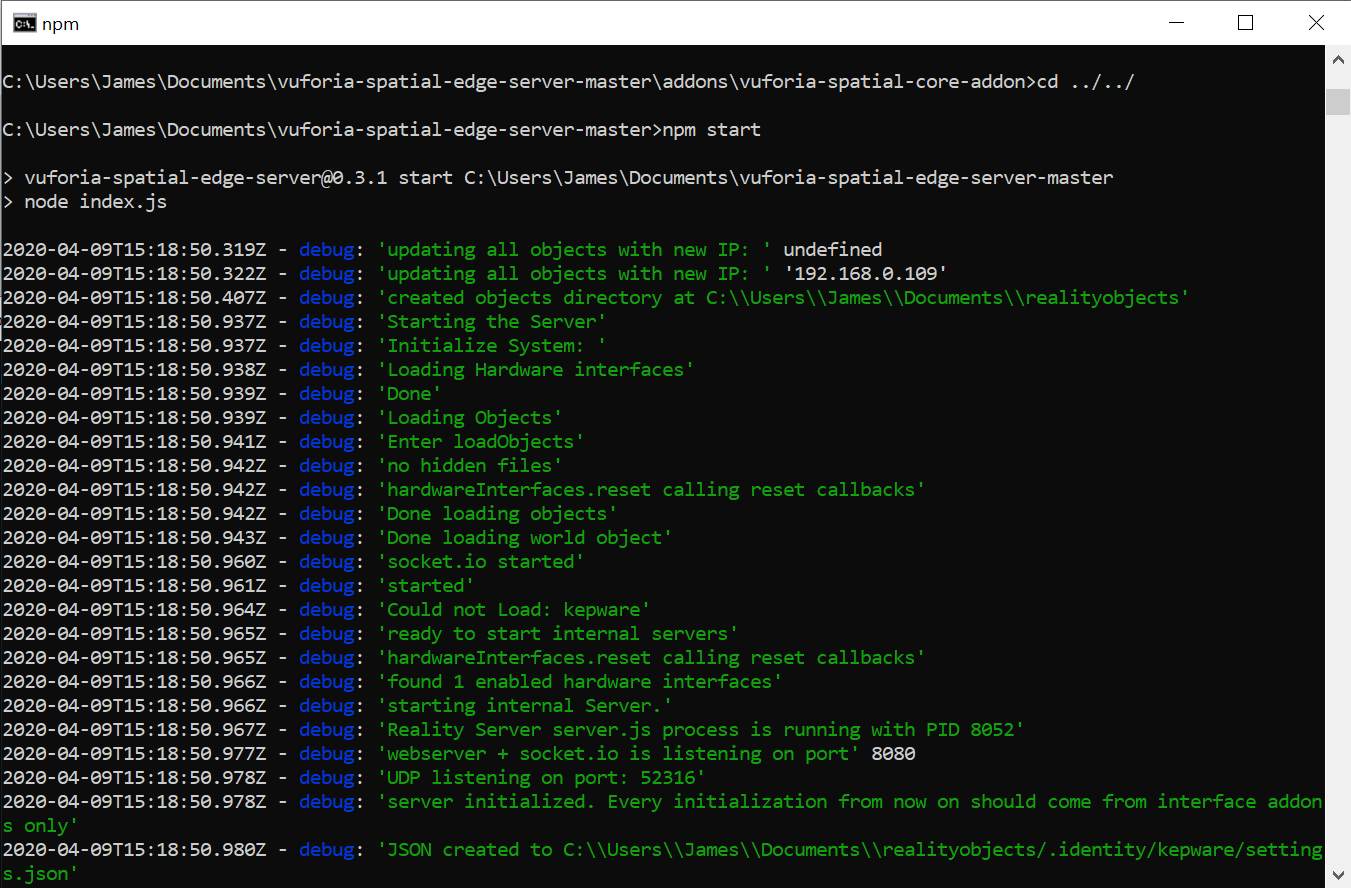 npm
C:\Users\James\Documents\vuforia-spatial-edge-server-master\addons\vuforia-spatial-core-addon>cd ../../
C:\Users\James\Documents\vuforia-spatial-edge-server-master>npm start
> vuforia-spatial-edge-server@0.3.1 start C:\Users\James\Documents\vuforia-spatial-edge-server-master
> node index.js
2020-04-09T15:18:50.319Z - debug: 'updating all objects with new IP: ' undefined
2020-04-09T15:18:50.322Z - debug: 'updating all objects with new IP: ' '192.168.0.109'
2020-04-09T15:18:50.407Z - debug: 'created objects directory at C:\\Users\\James\\Documents\\realityobjects'
2020-04-09T15:18:50.937Z - debug: 'Starting the Server'
2020-04-09T15:18:50.937Z - debug: 'Initialize System: '
2020-04-09T15:18:50.938Z - debug: 'Loading Hardware interfaces'
2020-04-09T15:18:50.939Z - debug: 'Done'
2020-04-09T15:18:50.939Z - debug: 'Loading Objects'
2020-04-09T15:18:50.941Z - debug: 'Enter loadObjects'
2020-04-09T15:18:50.942Z - debug: 'no hidden files'
2020-04-09T15:18:50.942Z - debug: 'hardwareInterfaces.reset calling reset callbacks'
2020-04-09T15:18:50.942Z - debug: 'Done loading objects'
2020-04-09T15:18:50.943Z - debug: 'Done loading world object'
2020-04-09T15:18:50.960Z - debug: 'socket.io started'
2020-04-09T15:18:50.961Z - debug: 'started'
2020-04-09T15:18:50.964Z - debug: 'Could not Load: kepware'
2020-04-09T15:18:50.965Z - debug: 'ready to start internal servers'
2020-04-09T15:18:50.965Z - debug: 'hardwareInterfaces.reset calling reset callbacks'
2020-04-09T15:18:50.966Z - debug: 'found 1 enabled hardware interfaces'
2020-04-09T15:18:50.966Z - debug: 'starting internal Server.'
2020-04-09T15:18:50.967Z - debug: 'Reality Server server.js process is running with PID 8052'
2020-04-09T15:18:50.977Z - debug: 'webserver + socket.io is listening on port' 8080
2020-04-09T15:18:50.978Z - debug: 'UDP listening on port: 52316'
2020-04-09T15:18:50.978Z - debug: 'server initialized. Every initialization from now on should come from interface addon
s only'
2020-04-09T15:18:50.980Z - debug: 'JSON created to C:\\Users\\James\\Documents\\realityobjects/.identity/kepware/setting
s.json'